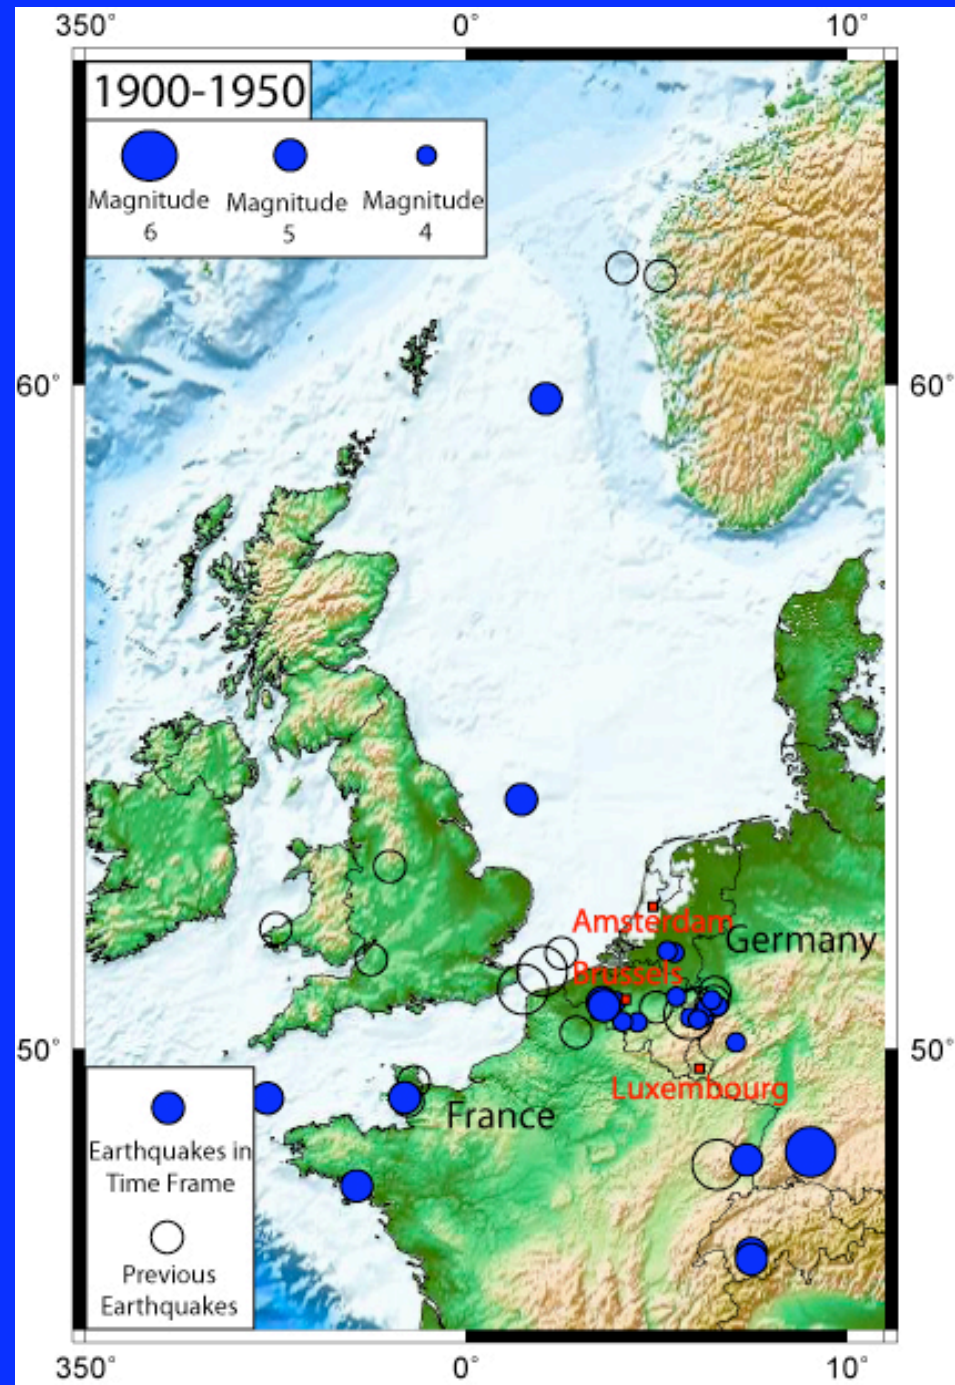 350° 0° 10°
1900-1950
Magnitude Magnitude Magnitude
6 5 4
60° 60°
Amsterdam
Germany
Brussels
50° 50°
Luxembourg
France
Earthquakes in
Time Frame
Previous
Earthquakes
350° 0° 10°